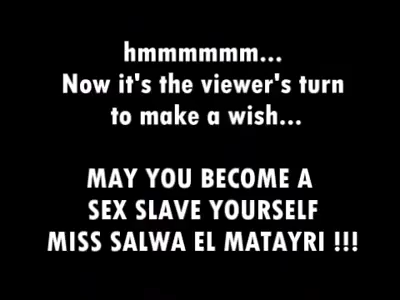 hmmmmmm...
Now it's the viewer's turn
to make a wish...
MAY YOU BECOME A
SEX SLAVE YOURSELF
MISS SALWA EL MATAYRI !!!